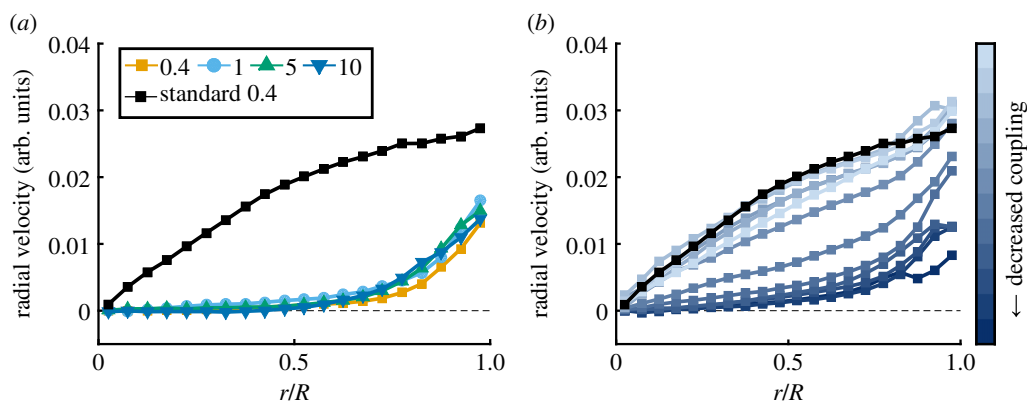 (a)
0.04
0.03
0.02
0.01
0
radial velocity (arb. units)
0.4 1 5 10
standard 0.4
0 0.5 1.0
r/R
(b)
0.04
0.03
0.02
0.01
0
radial velocity (arb. units)
0 0.5 1.0
r/R
← decreased coupling